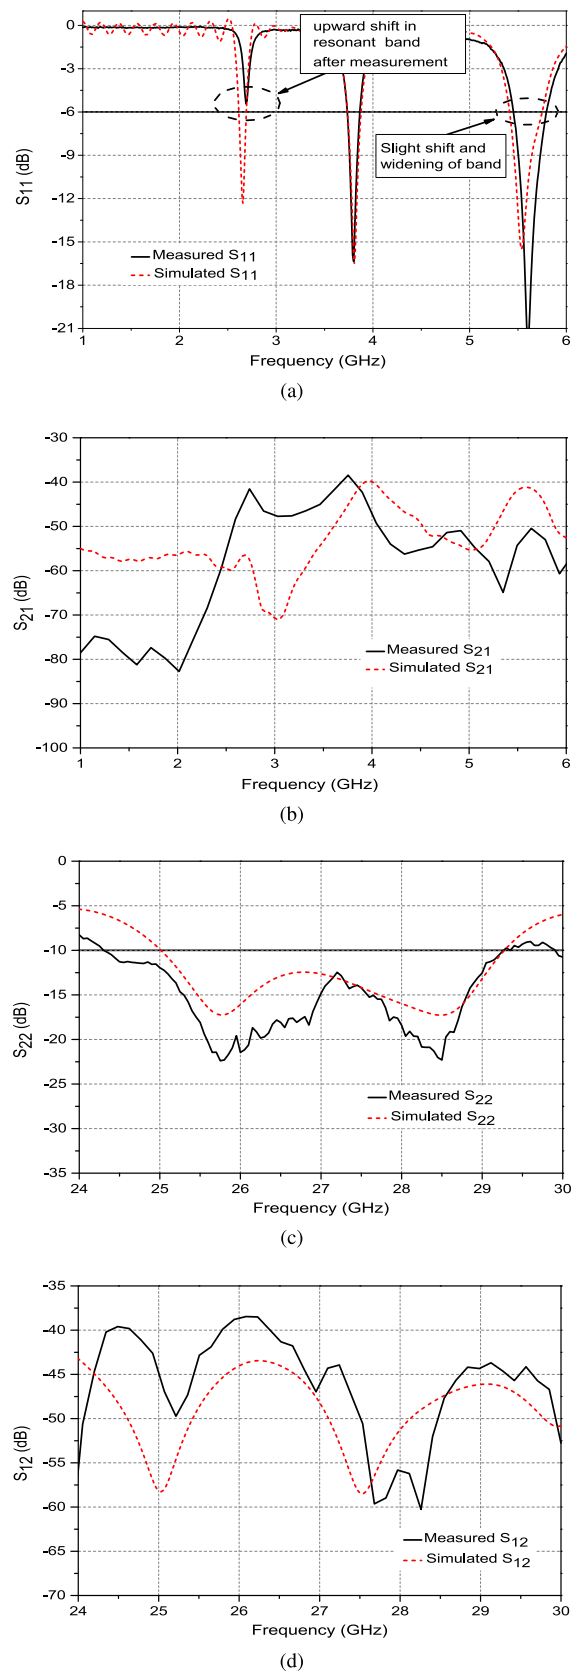 0
-3
-6
-9
-12
-15
-18
-21
S11 (dB)
upward shift in
resonant band
after measurement
Slight shift and
widening of band
Measured S11
Simulated S11
1 2 3 4 5 6
Frequency (GHz)
(a)
-30
-40
-50
-60
-70
-80
-90
-100
S21 (dB)
Measured S21
Simulated S21
1 2 3 4 5 6
Frequency (GHz)
(b)
0
-5
-10
-15
-20
-25
-30
-35
S22 (dB)
Measured S22
Simulated S22
24 25 26 27 28 29 30
Frequency (GHz)
(c)
-35
-40
-45
-50
-55
-60
-65
-70
S12 (dB)
Measured S12
Simulated S12
24 25 26 27 28 29 30
Frequency (GHz)
(d)